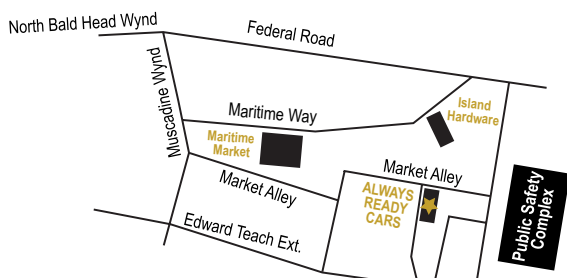 North Bald Head Wynd
Federal Road
Muscadine Wynd
Maritime Way
Island
Hardware
Maritime
Market
Market Alley
Market Alley
ALWAYS
READY
CARS
Public Safety
Complex
Edward Teach Ext.